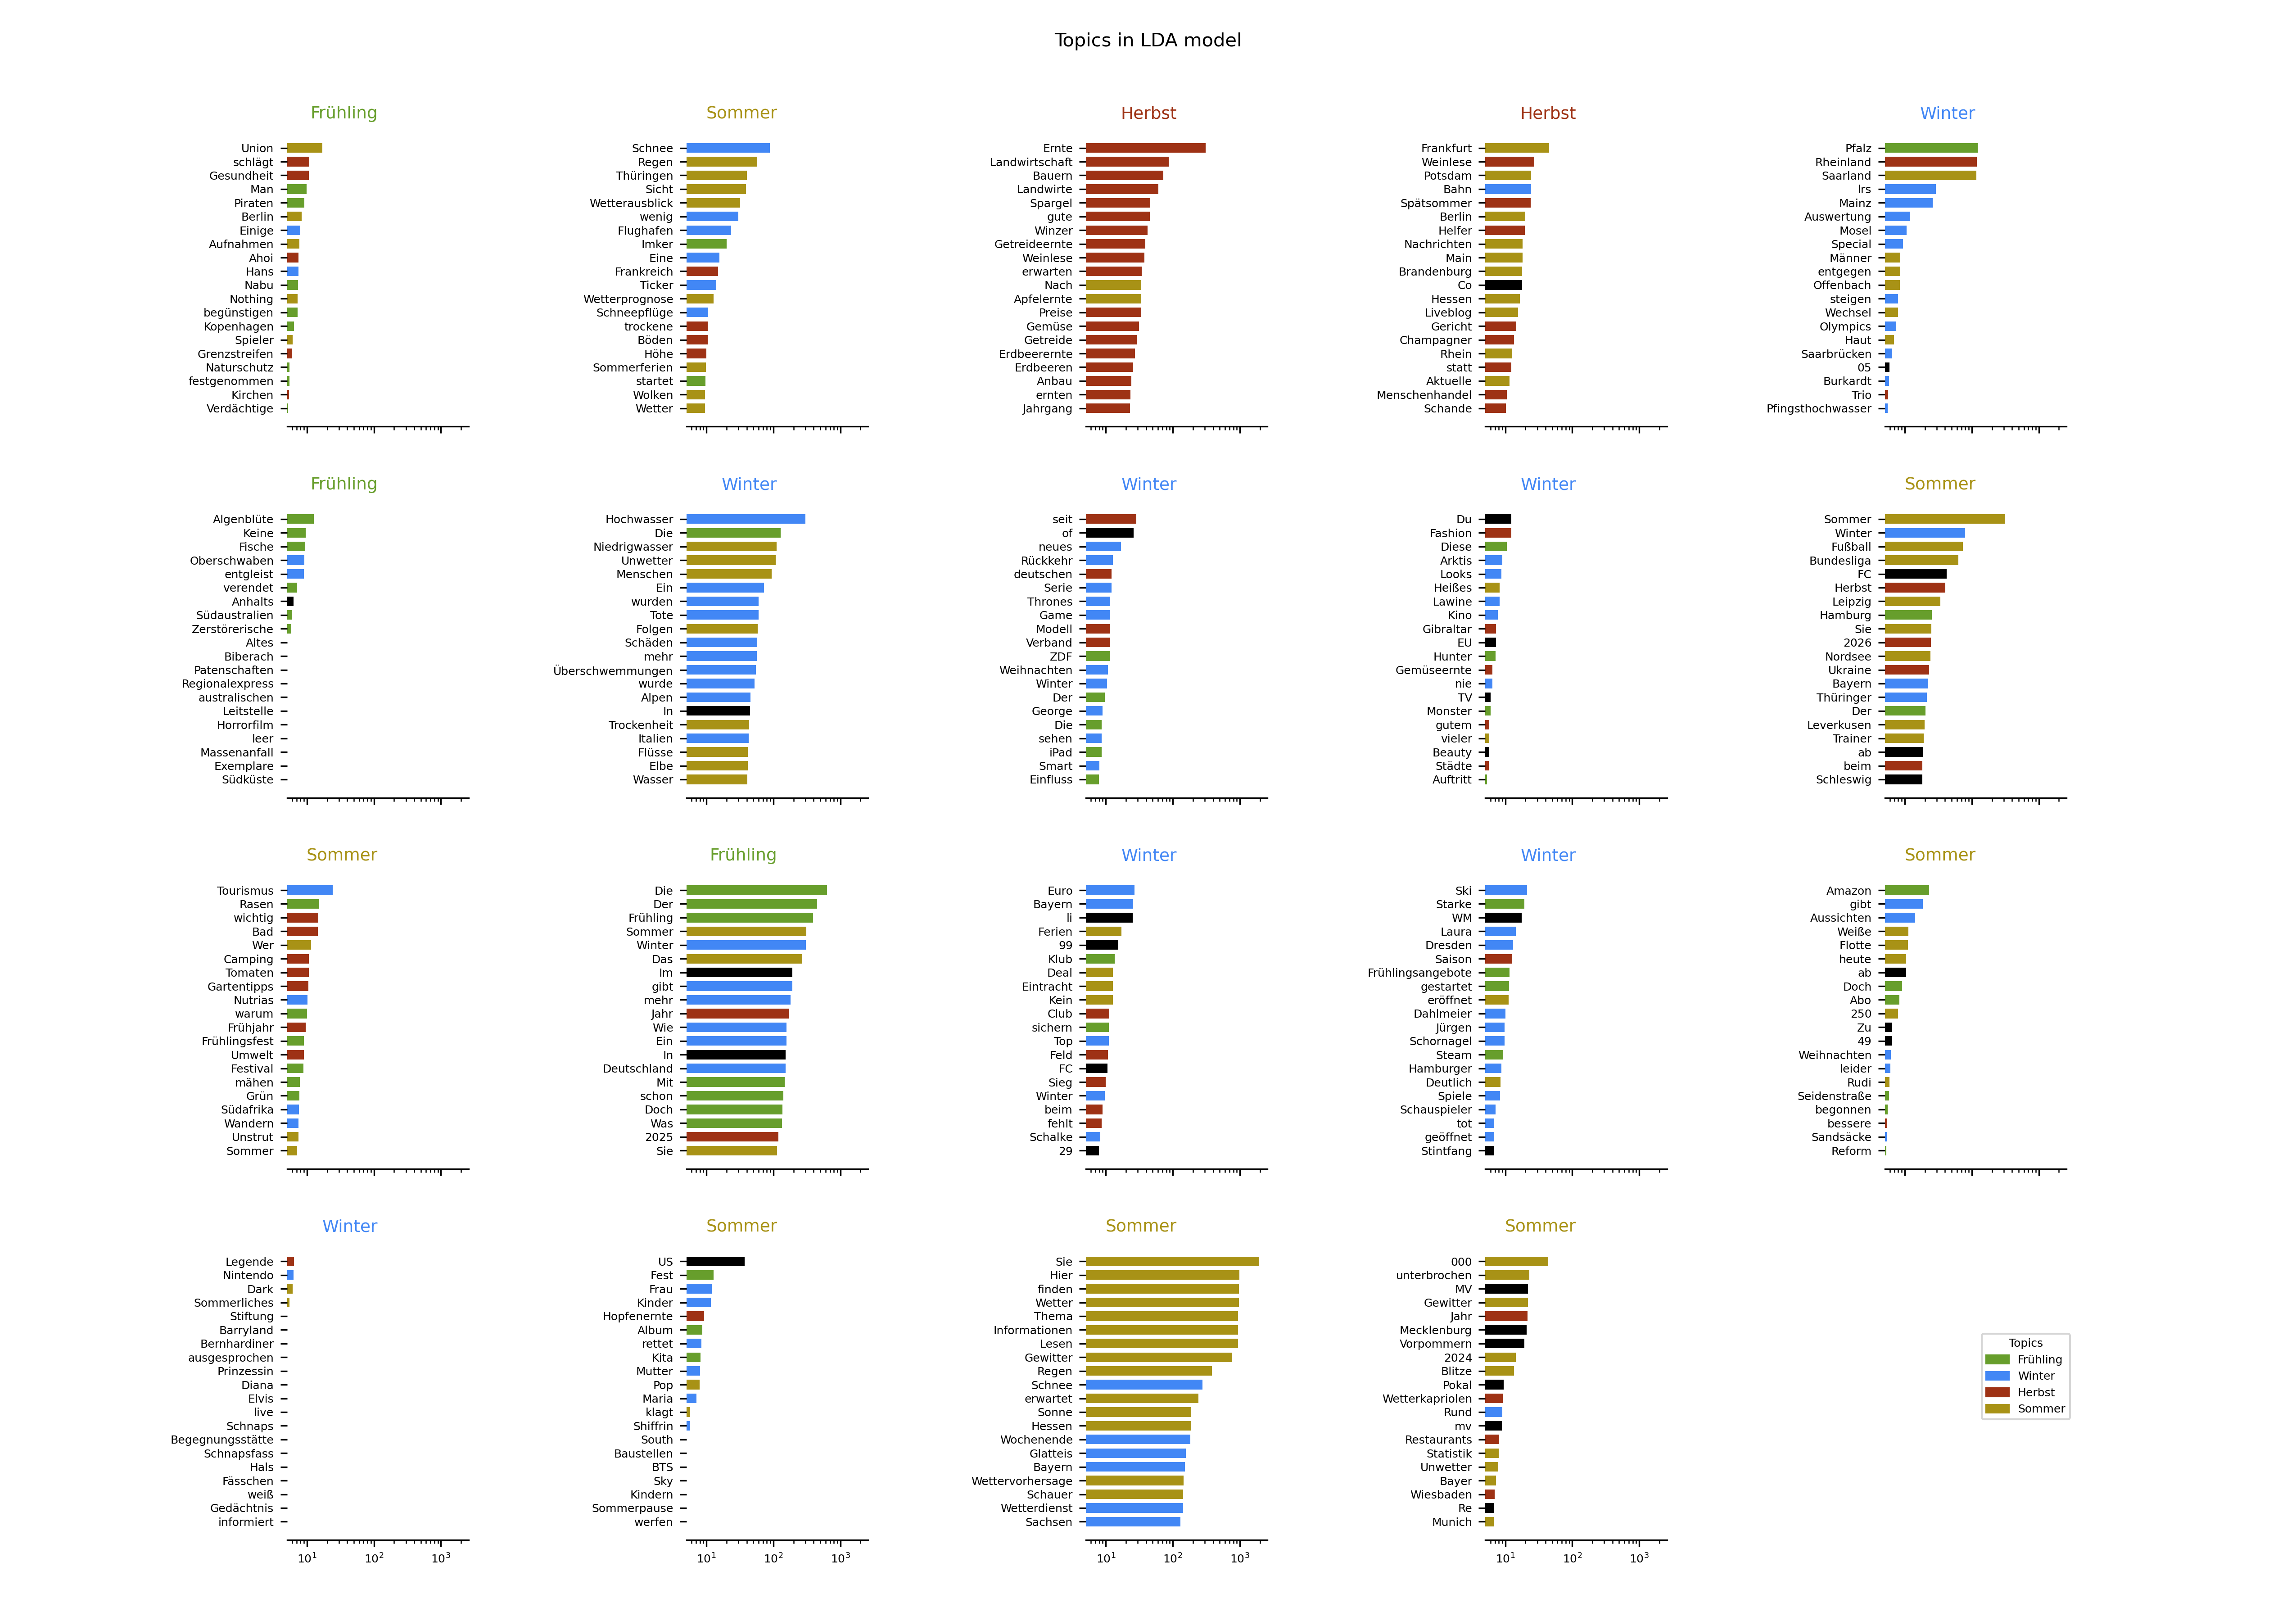 Topics in LDA model
Frühling
Union
schlägt
Gesundheit
Man
Piraten
Berlin
Einige
Aufnahmen
Ahoi
Hans
Nabu
Nothing
begünstigen
Kopenhagen
Spieler
Grenzstreifen
Naturschutz
festgenommen
Kirchen
Verdächtige
Sommer
Schnee
Regen
Thüringen
Sicht
Wetterausblick
wenig
Flughafen
Imker
Eine
Frankreich
Ticker
Wetterprognose
Schneepflüge
trockene
Böden
Höhe
Sommerferien
startet
Wolken
Wetter
Herbst
Ernte
Landwirtschaft
Bauern
Landwirte
Spargel
gute
Winzer
Getreideernte
Weinlese
erwarten
Nach
Apfelernte
Preise
Gemüse
Getreide
Erdbeerernte
Erdbeeren
Anbau
ernten
Jahrgang
Herbst
Frankfurt
Weinlese
Potsdam
Bahn
Spätsommer
Berlin
Helfer
Nachrichten
Main
Brandenburg
Co
Hessen
Liveblog
Gericht
Champagner
Rhein
statt
Aktuelle
Menschenhandel
Schande
Winter
Pfalz
Rheinland
Saarland
lrs
Mainz
Auswertung
Mosel
Special
Männer
entgegen
Offenbach
steigen
Wechsel
Olympics
Haut
Saarbrücken
05
Burkardt
Trio
Pfingsthochwasser
Frühling
Algenblüte
Keine
Fische
Oberschwaben
entgleist
verendet
Anhalts
Südaustralien
Zerstörerische
Altes
Biberach
Patenschaften
Regionalexpress
australischen
Leitstelle
Horrorfilm
leer
Massenanfall
Exemplare
Südküste
Winter
Hochwasser
Die
Niedrigwasser
Unwetter
Menschen
Ein
wurden
Tote
Folgen
Schäden
mehr
Überschwemmungen
wurde
Alpen
In
Trockenheit
Italien
Flüsse
Elbe
Wasser
Winter
seit
of
neues
Rückkehr
deutschen
Serie
Thrones
Game
Modell
Verband
ZDF
Weihnachten
Winter
Der
George
Die
sehen
iPad
Smart
Einfluss
Winter
Du
Fashion
Diese
Arktis
Looks
Heißes
Lawine
Kino
Gibraltar
EU
Hunter
Gemüseernte
nie
TV
Monster
gutem
vieler
Beauty
Städte
Auftritt
Sommer
Sommer
Winter
Fußball
Bundesliga
FC
Herbst
Leipzig
Hamburg
Sie
2026
Nordsee
Ukraine
Bayern
Thüringer
Der
Leverkusen
Trainer
ab
beim
Schleswig
Sommer
Tourismus
Rasen
wichtig
Bad
Wer
Camping
Tomaten
Gartentipps
Nutrias
warum
Frühjahr
Frühlingsfest
Umwelt
Festival
mähen
Grün
Südafrika
Wandern
Unstrut
Sommer
Frühling
Die
Der
Frühling
Sommer
Winter
Das
Im
gibt
mehr
Jahr
Wie
Ein
In
Deutschland
Mit
schon
Doch
Was
2025
Sie
Winter
Euro
Bayern
li
Ferien
99
Klub
Deal
Eintracht
Kein
Club
sichern
Top
Feld
FC
Sieg
Winter
beim
fehlt
Schalke
29
Winter
Ski
Starke
WM
Laura
Dresden
Saison
Frühlingsangebote
gestartet
eröffnet
Dahlmeier
Jürgen
Schornagel
Steam
Hamburger
Deutlich
Spiele
Schauspieler
tot
geöffnet
Stintfang
Sommer
Amazon
gibt
Aussichten
Weiße
Flotte
heute
ab
Doch
Abo
250
Zu
49
Weihnachten
leider
Rudi
Seidenstraße
begonnen
bessere
Sandsäcke
Reform
Winter
Legende
Nintendo
Dark
Sommerliches
Stiftung
Barryland
Bernhardiner
ausgesprochen
Prinzessin
Diana
Elvis
live
Schnaps
Begegnungsstätte
Schnapsfass
Hals
Fässchen
weiß
Gedächtnis
informiert
10¹ 10² 10³
Sommer
US
Fest
Frau
Kinder
Hopfenernte
Album
rettet
Kita
Mutter
Pop
Maria
klagt
Shiffrin
South
Baustellen
BTS
Sky
Kindern
Sommerpause
werfen
10¹ 10² 10³
Sommer
Sie
Hier
finden
Wetter
Thema
Informationen
Lesen
Gewitter
Regen
Schnee
erwartet
Sonne
Hessen
Wochenende
Glatteis
Bayern
Wettervorhersage
Schauer
Wetterdienst
Sachsen
10¹ 10² 10³
Sommer
000
unterbrochen
MV
Gewitter
Jahr
Mecklenburg
Vorpommern
2024
Blitze
Pokal
Wetterkapriolen
Rund
mv
Restaurants
Statistik
Unwetter
Bayer
Wiesbaden
Re
Munich
10¹ 10² 10³
Topics
Frühling
Winter
Herbst
Sommer